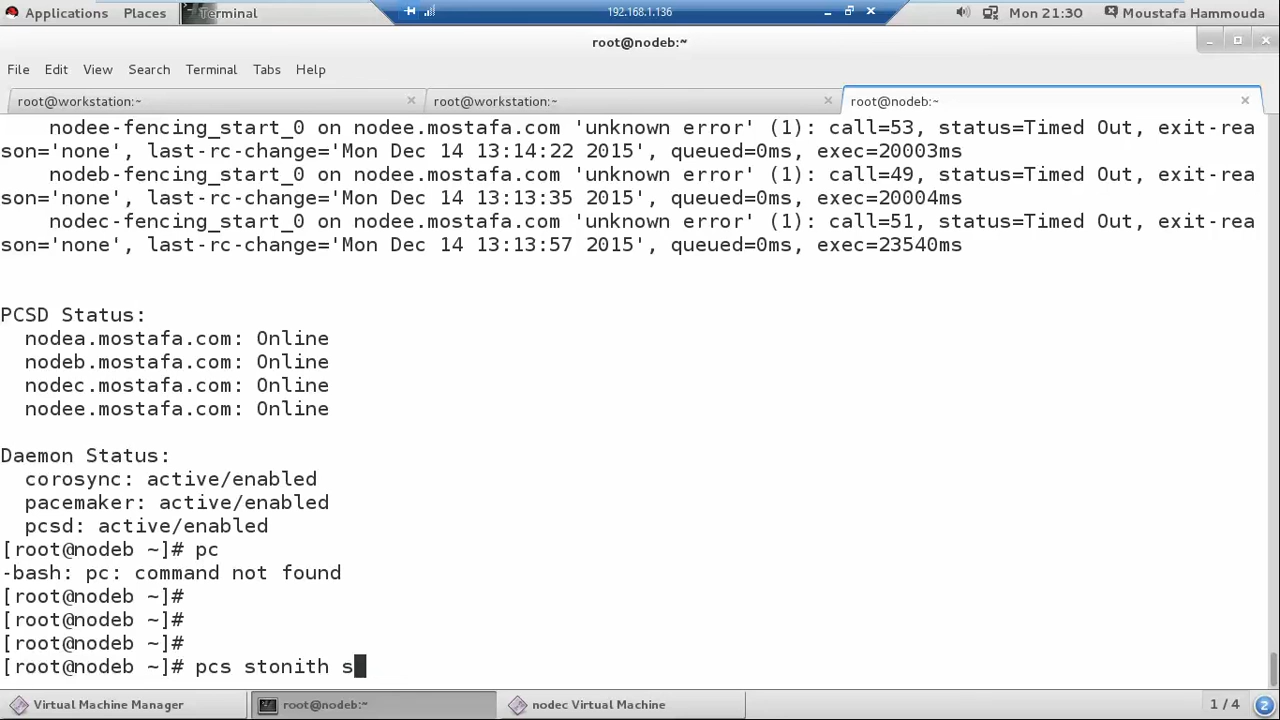 Applications Places Terminal 192.168.1.136 Mon 21:30 Moustafa Hammouda
root@nodeb:~
File Edit View Search Terminal Tabs Help
root@workstation:~ root@workstation:~ root@nodeb:~
nodee-fencing_start_0 on nodee.mostafa.com 'unknown error' (1): call=53, status=Timed Out, exit-rea
son='none', last-rc-change='Mon Dec 14 13:14:22 2015', queued=0ms, exec=20003ms
nodeb-fencing_start_0 on nodee.mostafa.com 'unknown error' (1): call=49, status=Timed Out, exit-rea
son='none', last-rc-change='Mon Dec 14 13:13:35 2015', queued=0ms, exec=20004ms
nodec-fencing_start_0 on nodee.mostafa.com 'unknown error' (1): call=51, status=Timed Out, exit-rea
son='none', last-rc-change='Mon Dec 14 13:13:57 2015', queued=0ms, exec=23540ms
PCSD Status:
nodea.mostafa.com: Online
nodeb.mostafa.com: Online
nodec.mostafa.com: Online
nodee.mostafa.com: Online
Daemon Status:
corosync: active/enabled
pacemaker: active/enabled
pcsd: active/enabled
[root@nodeb ~]# pc
-bash: pc: command not found
[root@nodeb ~]#
[root@nodeb ~]#
[root@nodeb ~]#
[root@nodeb ~]# pcs stonith s
Virtual Machine Manager root@nodeb:~ nodec Virtual Machine 1 / 4 2